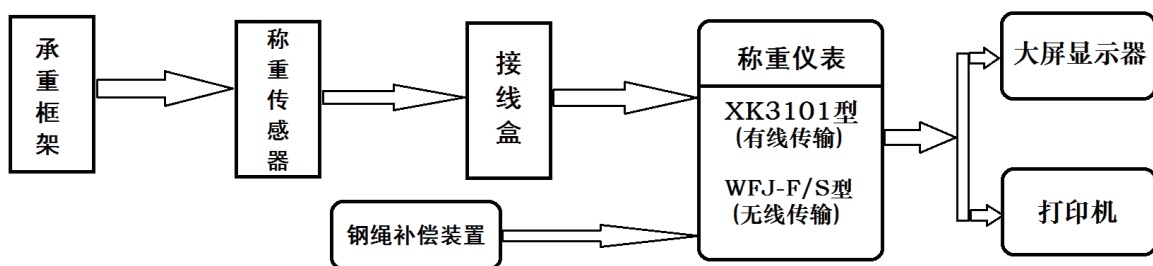 承重框架
称重传感器
接线盒
称重仪表
XK3101型
(有线传输)
WFJ-F/S型
(无线传输)
钢绳补偿装置
大屏显示器
打印机